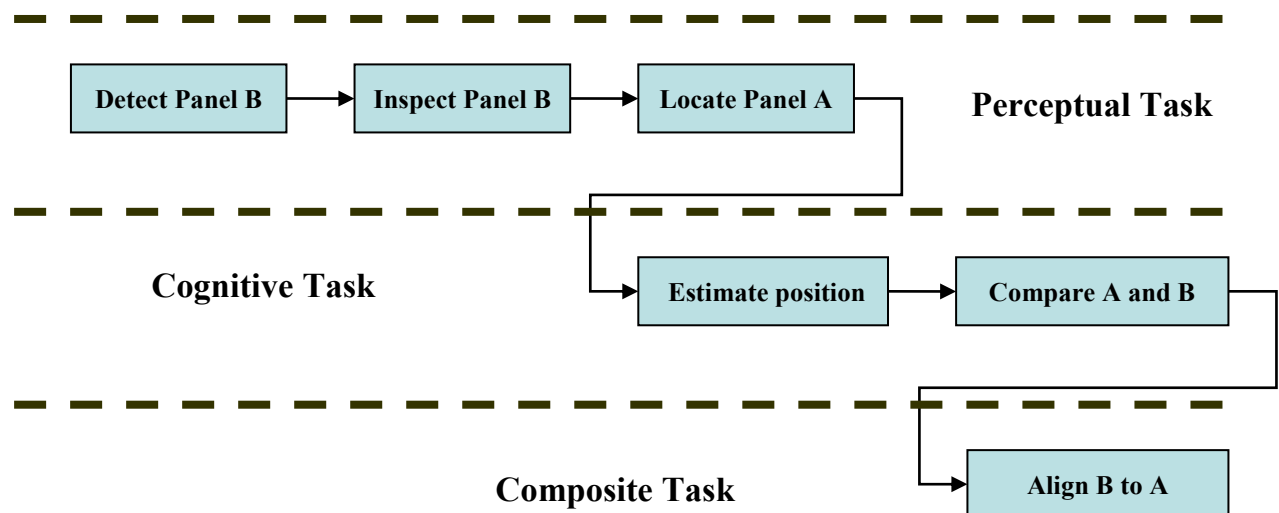 Detect Panel B
Inspect Panel B
Locate Panel A
Perceptual Task
Cognitive Task
Estimate position
Compare A and B
Composite Task
Align B to A